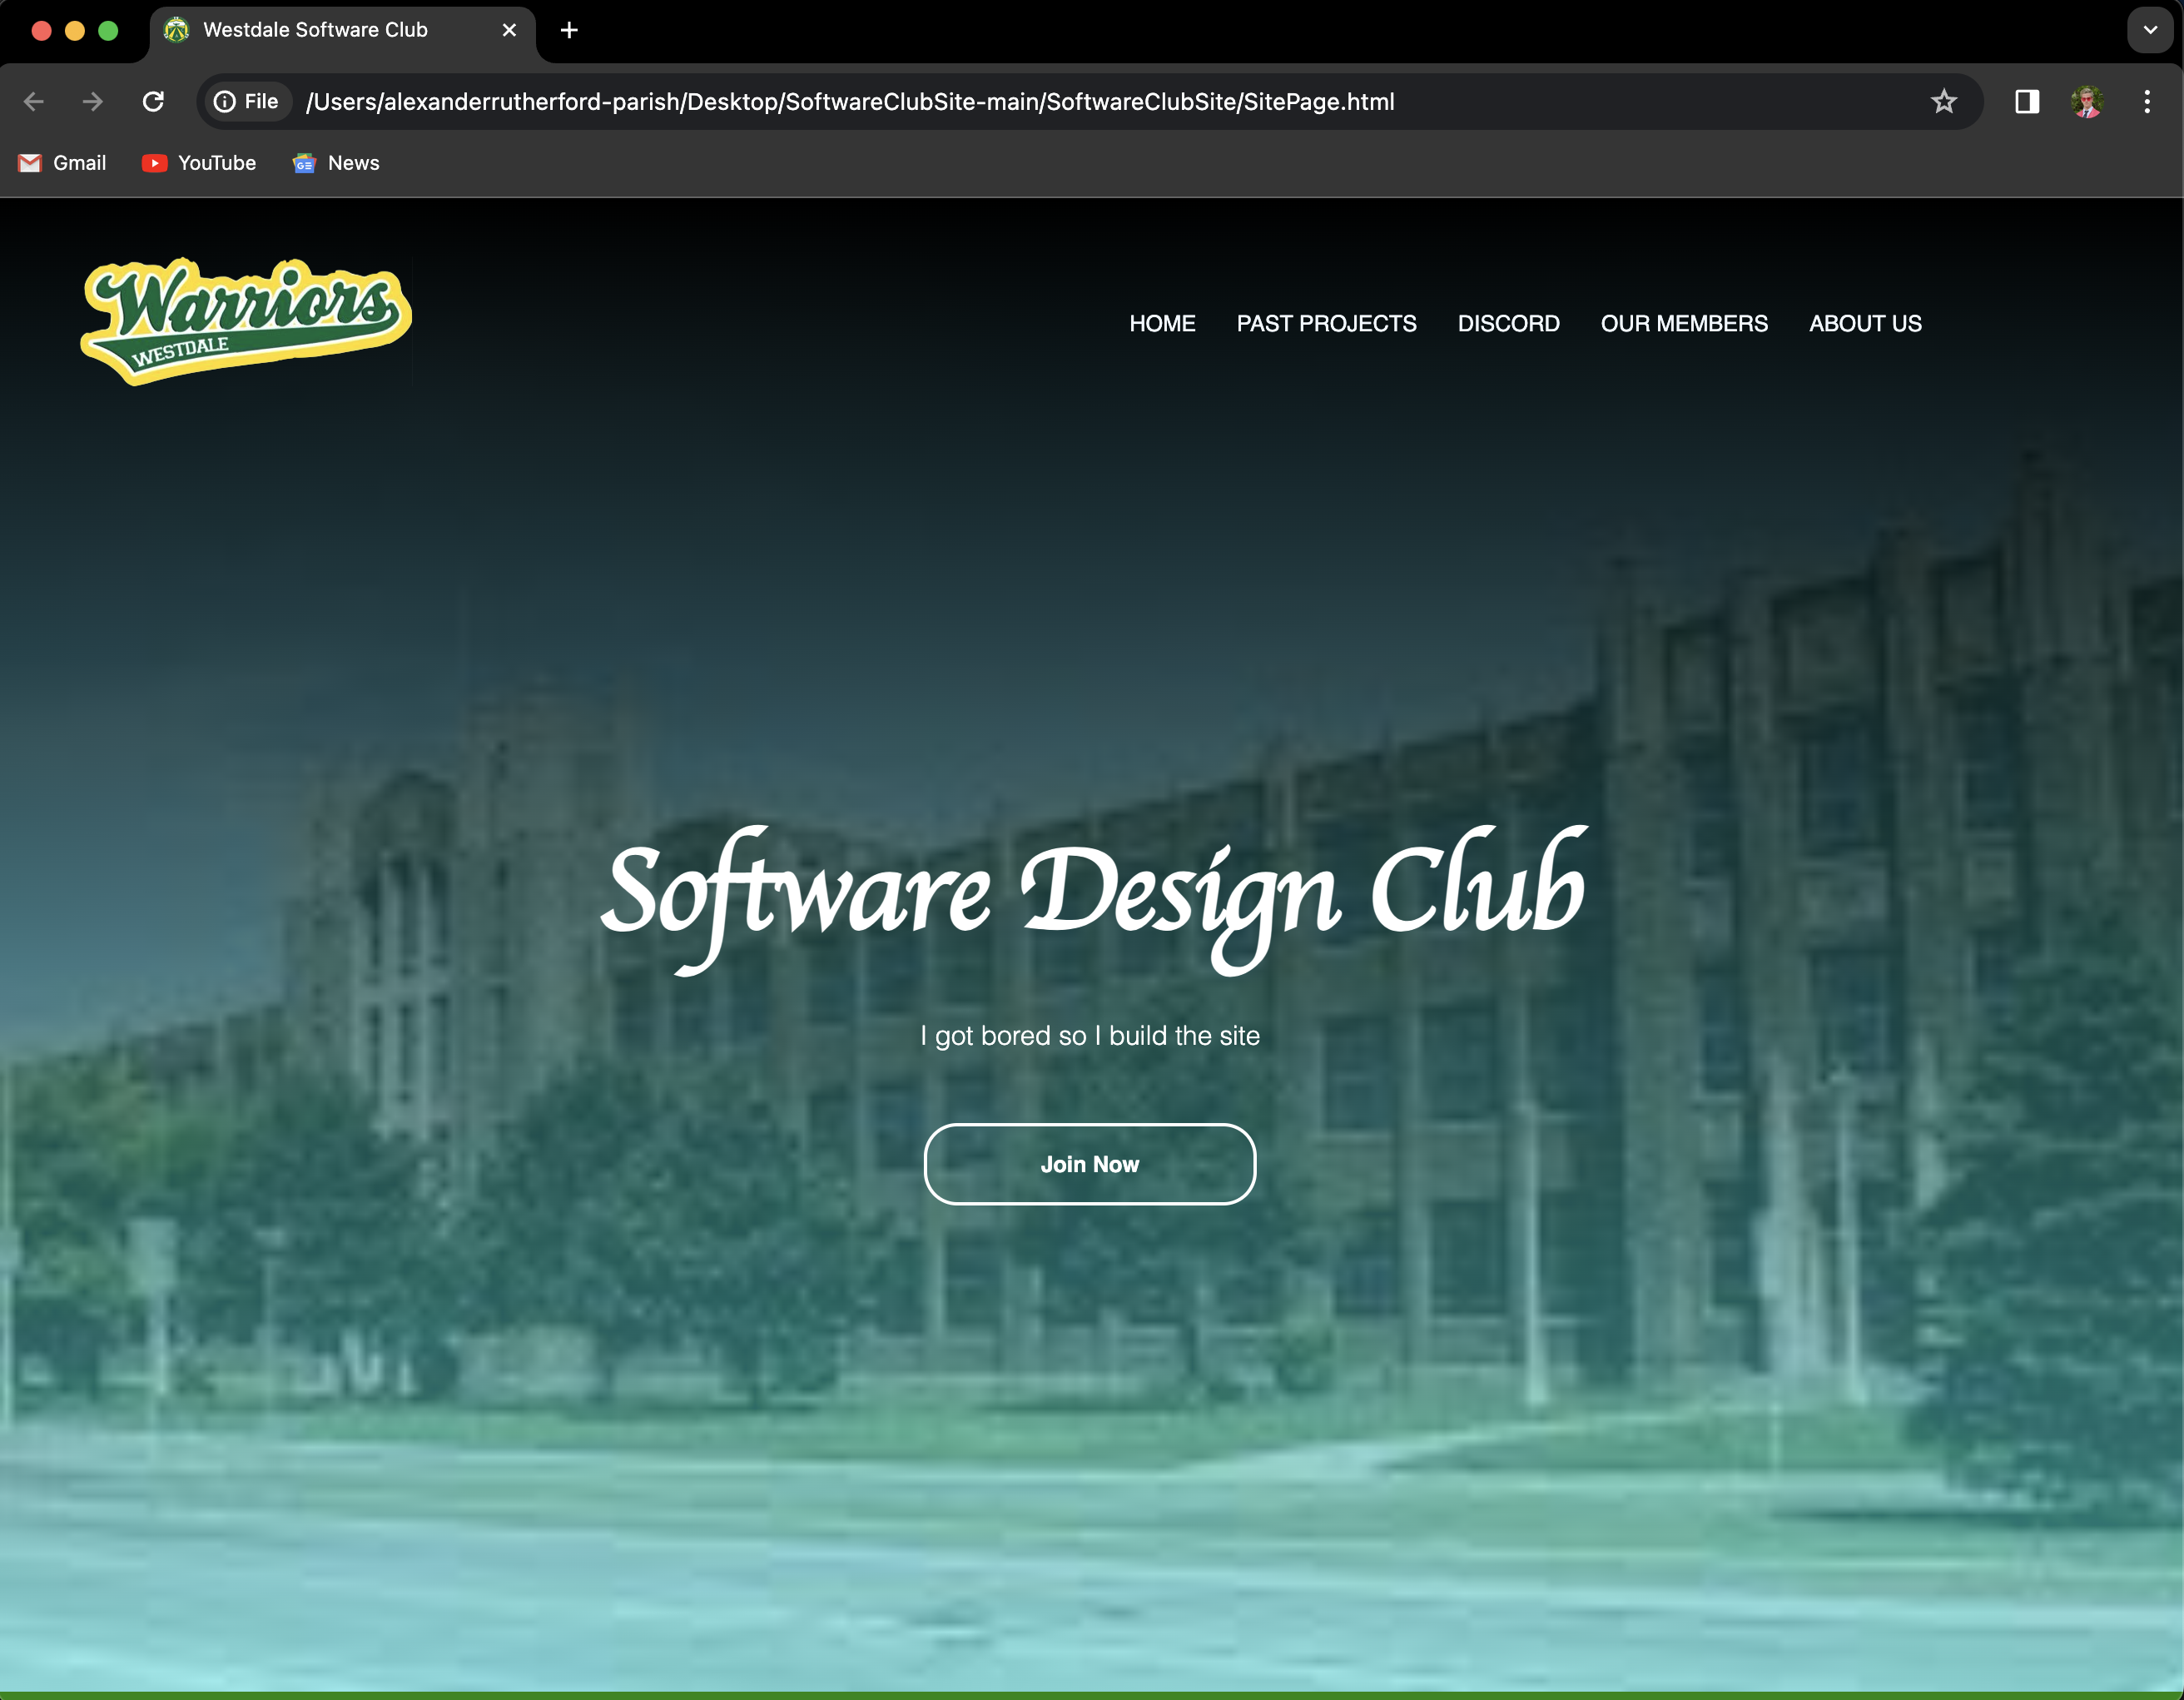 Westdale Software Club
File /Users/alexanderrutherford-parish/Desktop/SoftwareClubSite-main/SoftwareClubSite/SitePage.html
Gmail YouTube News
Warriors
WESTDALE
HOME PAST PROJECTS DISCORD OUR MEMBERS ABOUT US
Software Design Club
I got bored so I build the site
Join Now